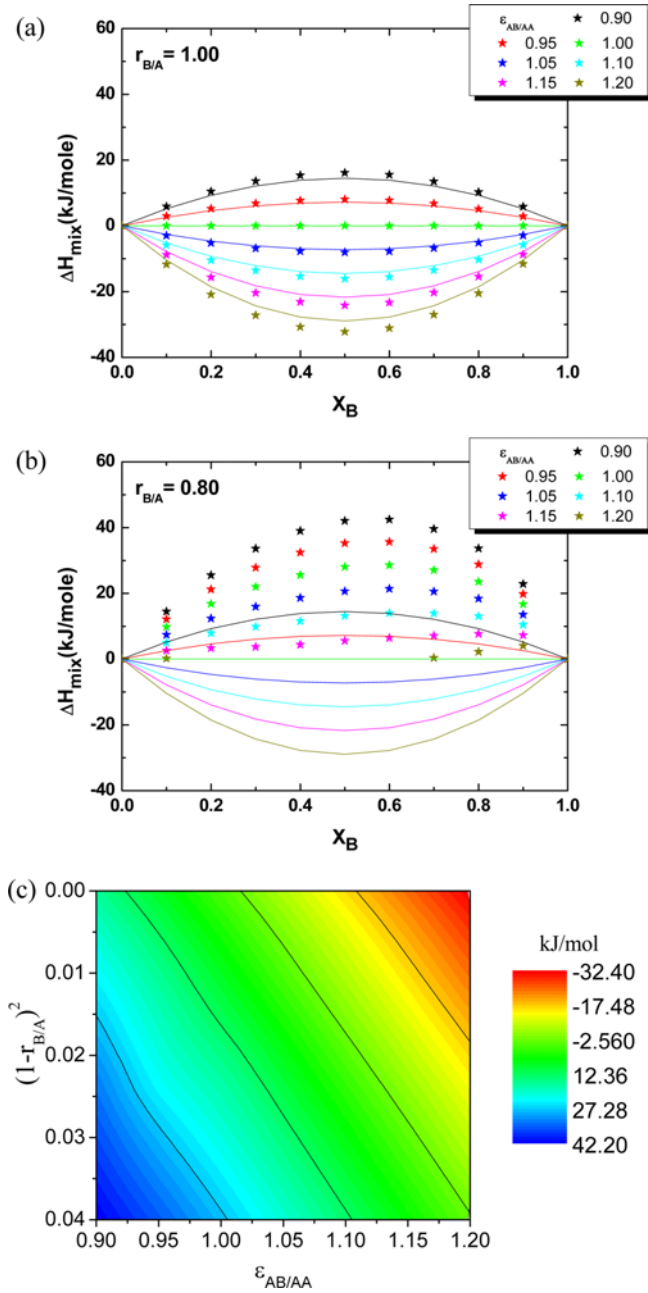 (a)
r_B/A = 1.00
ε_AB/AA 0.90
0.95 1.00
1.05 1.10
1.15 1.20
60
40
20
0
-20
-40
ΔH_mix(kJ/mole)
0.0 0.2 0.4 0.6 0.8 1.0
X_B
(b)
r_B/A = 0.80
ε_AB/AA 0.90
0.95 1.00
1.05 1.10
1.15 1.20
60
40
20
0
-20
-40
ΔH_mix(kJ/mole)
0.0 0.2 0.4 0.6 0.8 1.0
X_B
(c)
0.00
0.01
0.02
0.03
0.04
(1-r_B/A)²
0.90 0.95 1.00 1.05 1.10 1.15 1.20
ε_AB/AA
kJ/mol
-32.40
-17.48
-2.560
12.36
27.28
42.20